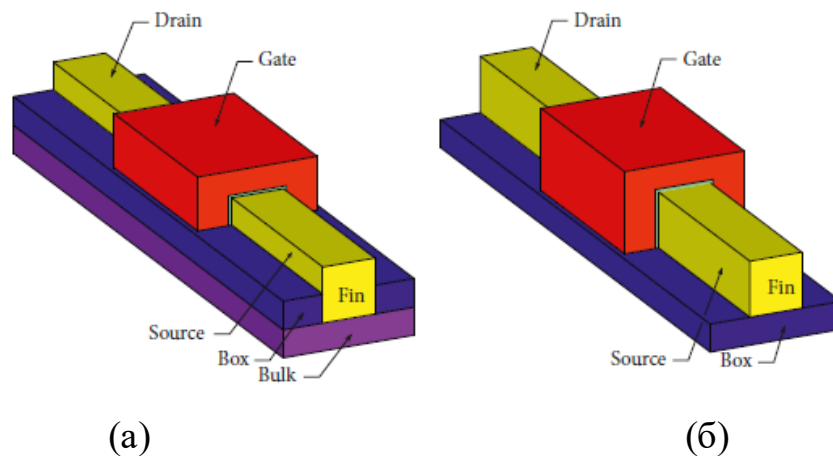 Drain
Gate
Fin
Source
Box
Bulk
Drain
Gate
Fin
Source
Box
(а)
(б)